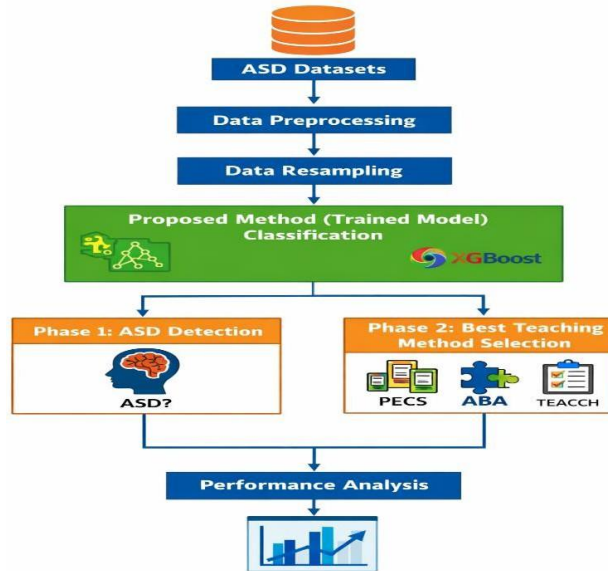 ASD Datasets
Data Preprocessing
Data Resampling
Proposed Method (Trained Model)
Classification
XGBoost
Phase 1: ASD Detection
ASD?
Phase 2: Best Teaching
Method Selection
PECS ABA TEACCH
Performance Analysis